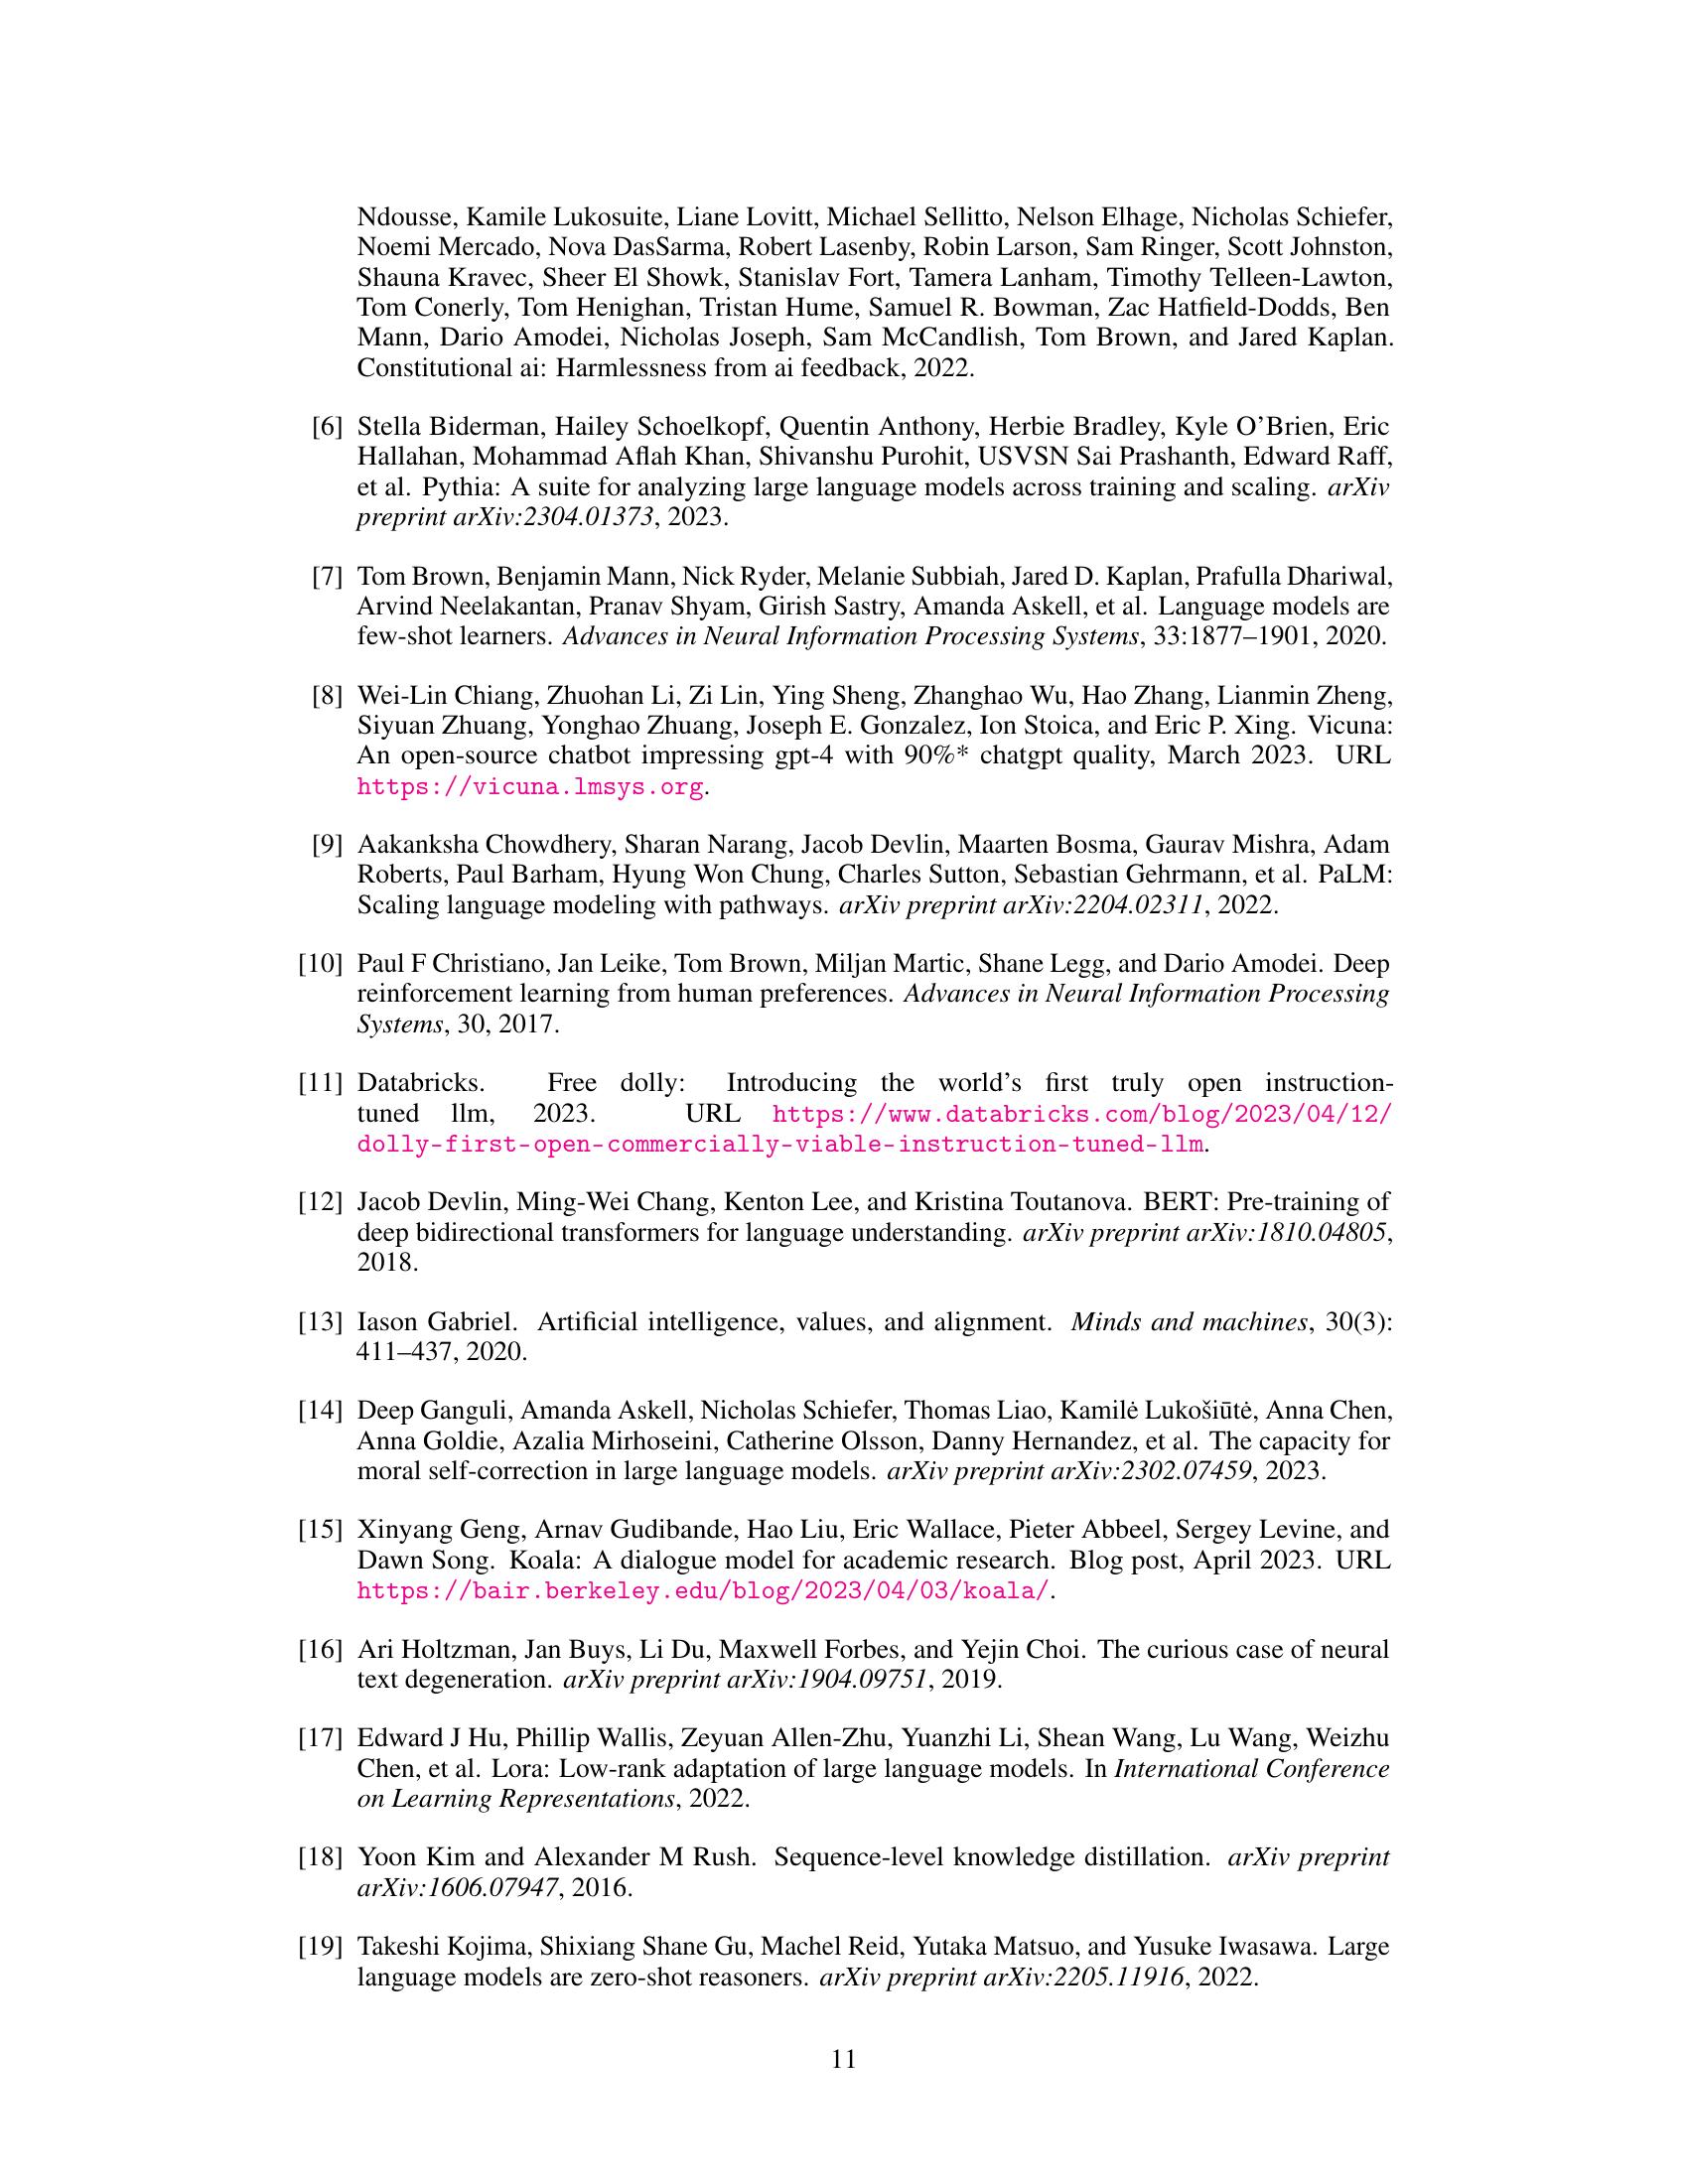 Ndousse, Kamile Lukosuite, Liane Lovitt, Michael Sellitto, Nelson Elhage, Nicholas Schiefer,
Noemi Mercado, Nova DasSarma, Robert Lasenby, Robin Larson, Sam Ringer, Scott Johnston,
Shauna Kravec, Sheer El Showk, Stanislav Fort, Tamera Lanham, Timothy Telleen-Lawton,
Tom Conerly, Tom Henighan, Tristan Hume, Samuel R. Bowman, Zac Hatfield-Dodds, Ben
Mann, Dario Amodei, Nicholas Joseph, Sam McCandlish, Tom Brown, and Jared Kaplan.
Constitutional ai: Harmlessness from ai feedback, 2022.
[6] Stella Biderman, Hailey Schoelkopf, Quentin Anthony, Herbie Bradley, Kyle O'Brien, Eric
Hallahan, Mohammad Aflah Khan, Shivanshu Purohit, USVSN Sai Prashanth, Edward Raff,
et al. Pythia: A suite for analyzing large language models across training and scaling. arXiv
preprint arXiv:2304.01373, 2023.
[7] Tom Brown, Benjamin Mann, Nick Ryder, Melanie Subbiah, Jared D. Kaplan, Prafulla Dhariwal,
Arvind Neelakantan, Pranav Shyam, Girish Sastry, Amanda Askell, et al. Language models are
few-shot learners. Advances in Neural Information Processing Systems, 33:1877–1901, 2020.
[8] Wei-Lin Chiang, Zhuohan Li, Zi Lin, Ying Sheng, Zhanghao Wu, Hao Zhang, Lianmin Zheng,
Siyuan Zhuang, Yonghao Zhuang, Joseph E. Gonzalez, Ion Stoica, and Eric P. Xing. Vicuna:
An open-source chatbot impressing gpt-4 with 90%* chatgpt quality, March 2023. URL
https://vicuna.lmsys.org.
[9] Aakanksha Chowdhery, Sharan Narang, Jacob Devlin, Maarten Bosma, Gaurav Mishra, Adam
Roberts, Paul Barham, Hyung Won Chung, Charles Sutton, Sebastian Gehrmann, et al. PaLM:
Scaling language modeling with pathways. arXiv preprint arXiv:2204.02311, 2022.
[10] Paul F Christiano, Jan Leike, Tom Brown, Miljan Martic, Shane Legg, and Dario Amodei. Deep
reinforcement learning from human preferences. Advances in Neural Information Processing
Systems, 30, 2017.
[11] Databricks. Free dolly: Introducing the world's first truly open instruction-
tuned llm, 2023. URL https://www.databricks.com/blog/2023/04/12/
dolly-first-open-commercially-viable-instruction-tuned-llm.
[12] Jacob Devlin, Ming-Wei Chang, Kenton Lee, and Kristina Toutanova. BERT: Pre-training of
deep bidirectional transformers for language understanding. arXiv preprint arXiv:1810.04805,
2018.
[13] Iason Gabriel. Artificial intelligence, values, and alignment. Minds and machines, 30(3):
411–437, 2020.
[14] Deep Ganguli, Amanda Askell, Nicholas Schiefer, Thomas Liao, Kamilė Lukošiūtė, Anna Chen,
Anna Goldie, Azalia Mirhoseini, Catherine Olsson, Danny Hernandez, et al. The capacity for
moral self-correction in large language models. arXiv preprint arXiv:2302.07459, 2023.
[15] Xinyang Geng, Arnav Gudibande, Hao Liu, Eric Wallace, Pieter Abbeel, Sergey Levine, and
Dawn Song. Koala: A dialogue model for academic research. Blog post, April 2023. URL
https://bair.berkeley.edu/blog/2023/04/03/koala/.
[16] Ari Holtzman, Jan Buys, Li Du, Maxwell Forbes, and Yejin Choi. The curious case of neural
text degeneration. arXiv preprint arXiv:1904.09751, 2019.
[17] Edward J Hu, Phillip Wallis, Zeyuan Allen-Zhu, Yuanzhi Li, Shean Wang, Lu Wang, Weizhu
Chen, et al. Lora: Low-rank adaptation of large language models. In International Conference
on Learning Representations, 2022.
[18] Yoon Kim and Alexander M Rush. Sequence-level knowledge distillation. arXiv preprint
arXiv:1606.07947, 2016.
[19] Takeshi Kojima, Shixiang Shane Gu, Machel Reid, Yutaka Matsuo, and Yusuke Iwasawa. Large
language models are zero-shot reasoners. arXiv preprint arXiv:2205.11916, 2022.
11